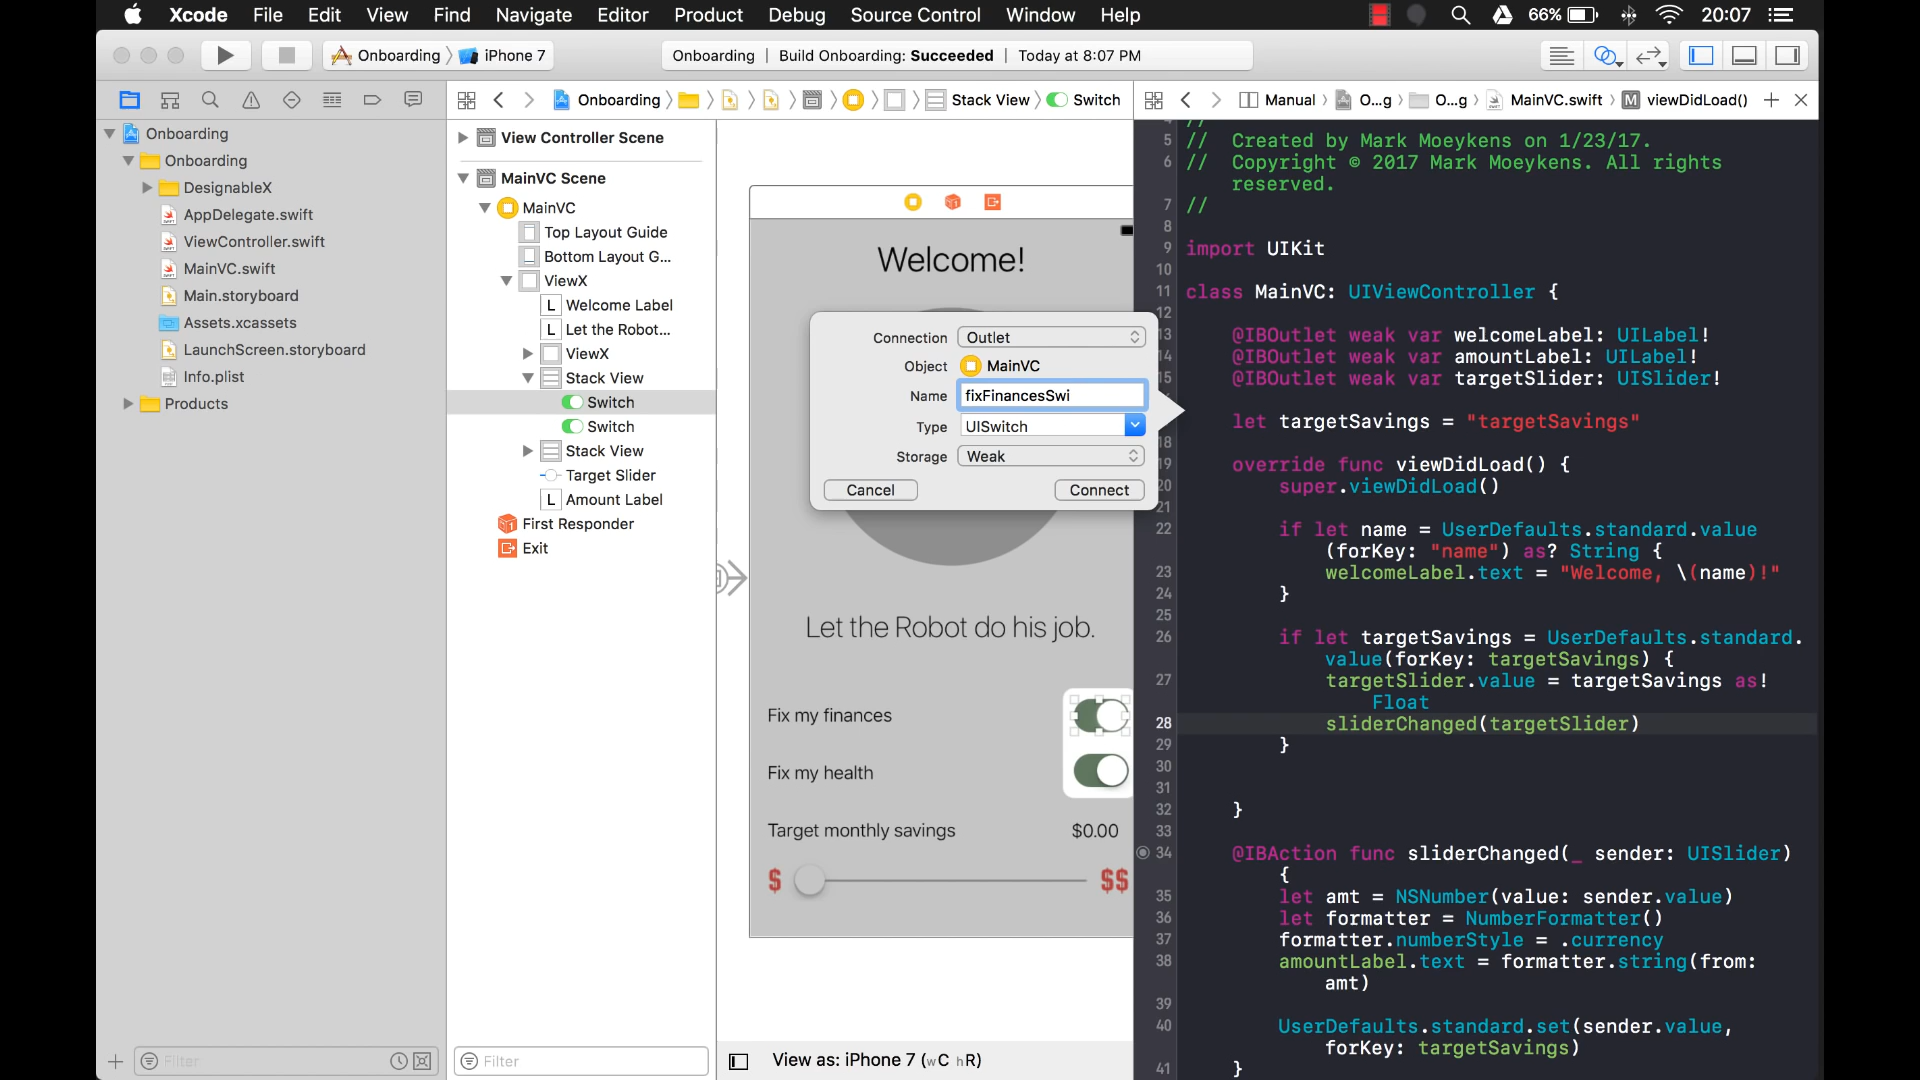 Xcode File Edit View Find Navigate Editor Product Debug Source Control Window Help 66% 20:07
Onboarding iPhone 7 Onboarding | Build Onboarding: Succeeded | Today at 8:07 PM
Onboarding Stack View Switch
Manual O...g O...g MainVC.swift M viewDidLoad()
Onboarding
Onboarding
DesignableX
AppDelegate.swift
ViewController.swift
MainVC.swift
Main.storyboard
Assets.xcassets
LaunchScreen.storyboard
Info.plist
Products
Filter
View Controller Scene
MainVC Scene
MainVC
Top Layout Guide
Bottom Layout G...
ViewX
L Welcome Label
L Let the Robot...
ViewX
Stack View
Switch
Switch
Stack View
Target Slider
L Amount Label
First Responder
Exit
Filter
Welcome!
Connection Outlet
Object MainVC
Name fixFinancesSwi
Type UISwitch
Storage Weak
Cancel Connect
Let the Robot do his job.
Fix my finances
Fix my health
Target monthly savings $0.00
$ $$
View as: iPhone 7 (wC hR)
5 // Created by Mark Moeykens on 1/23/17.
6 // Copyright © 2017 Mark Moeykens. All rights
reserved.
7 //
8
9 import UIKit
10
11 class MainVC: UIViewController {
12
13 @IBOutlet weak var welcomeLabel: UILabel!
14 @IBOutlet weak var amountLabel: UILabel!
15 @IBOutlet weak var targetSlider: UISlider!
let targetSavings = "targetSavings"
18
19 override func viewDidLoad() {
20 super.viewDidLoad()
21
22 if let name = UserDefaults.standard.value
(forKey: "name") as? String {
23 welcomeLabel.text = "Welcome, \(name)!"
24 }
25
26 if let targetSavings = UserDefaults.standard.
value(forKey: targetSavings) {
27 targetSlider.value = targetSavings as!
Float
28 sliderChanged(targetSlider)
29 }
30
31
32 }
33
34 @IBAction func sliderChanged(_ sender: UISlider)
{
35 let amt = NSNumber(value: sender.value)
36 let formatter = NumberFormatter()
37 formatter.numberStyle = .currency
38 amountLabel.text = formatter.string(from:
amt)
39
40 UserDefaults.standard.set(sender.value,
forKey: targetSavings)
41 }